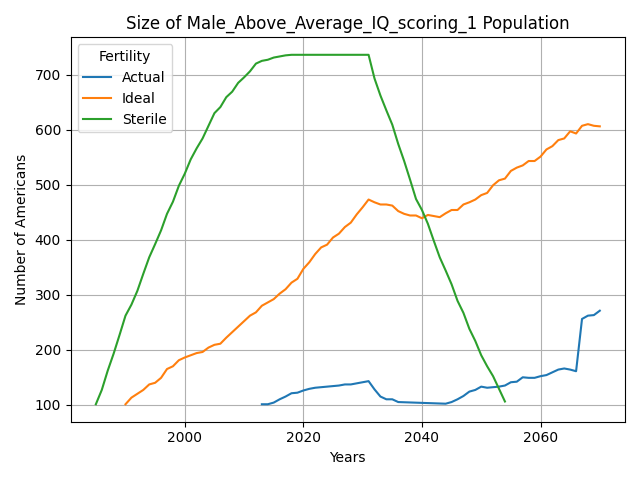 Size of Male_Above_Average_IQ_scoring_1 Population
Fertility
Actual
Ideal
Sterile
Number of Americans
700
600
500
400
300
200
100
2000
2020
2040
2060
Years